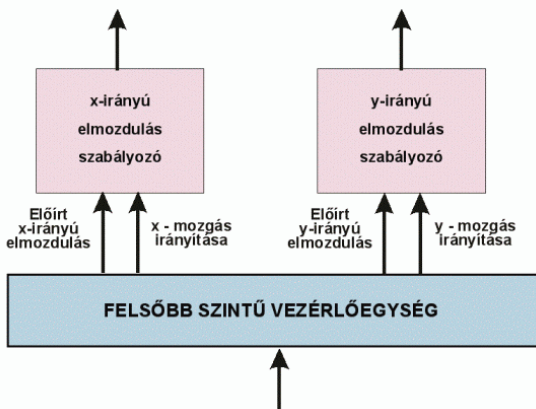 x-irányú
elmozdulás
szabályozó
y-irányú
elmozdulás
szabályozó
Előírt
x-irányú
elmozdulás
x - mozgás
irányítása
Előírt
y-irányú
elmozdulás
y - mozgás
irányítása
FELSŐBB SZINTŰ VEZÉRLŐEGYSÉG